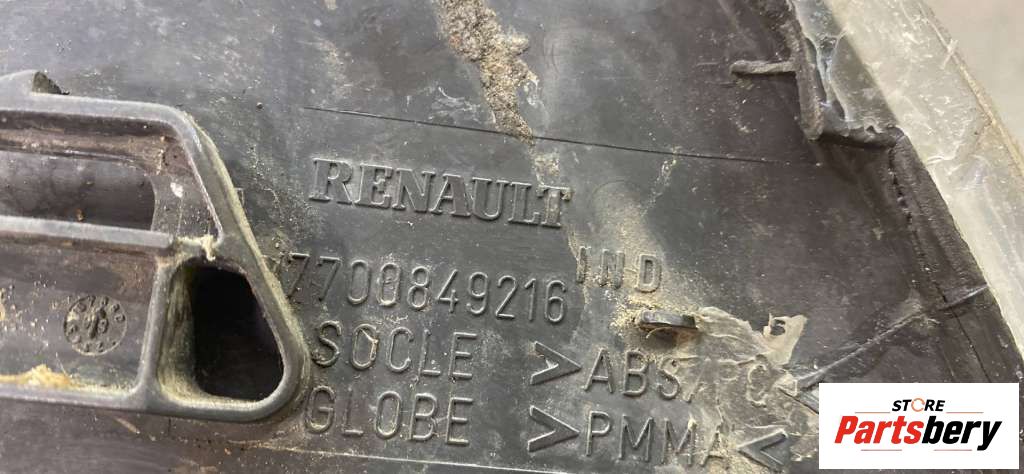 RENAULT
7700849216 IND
SOCLE >ABS
GLOBE >PMMA<
STORE
Partsbery